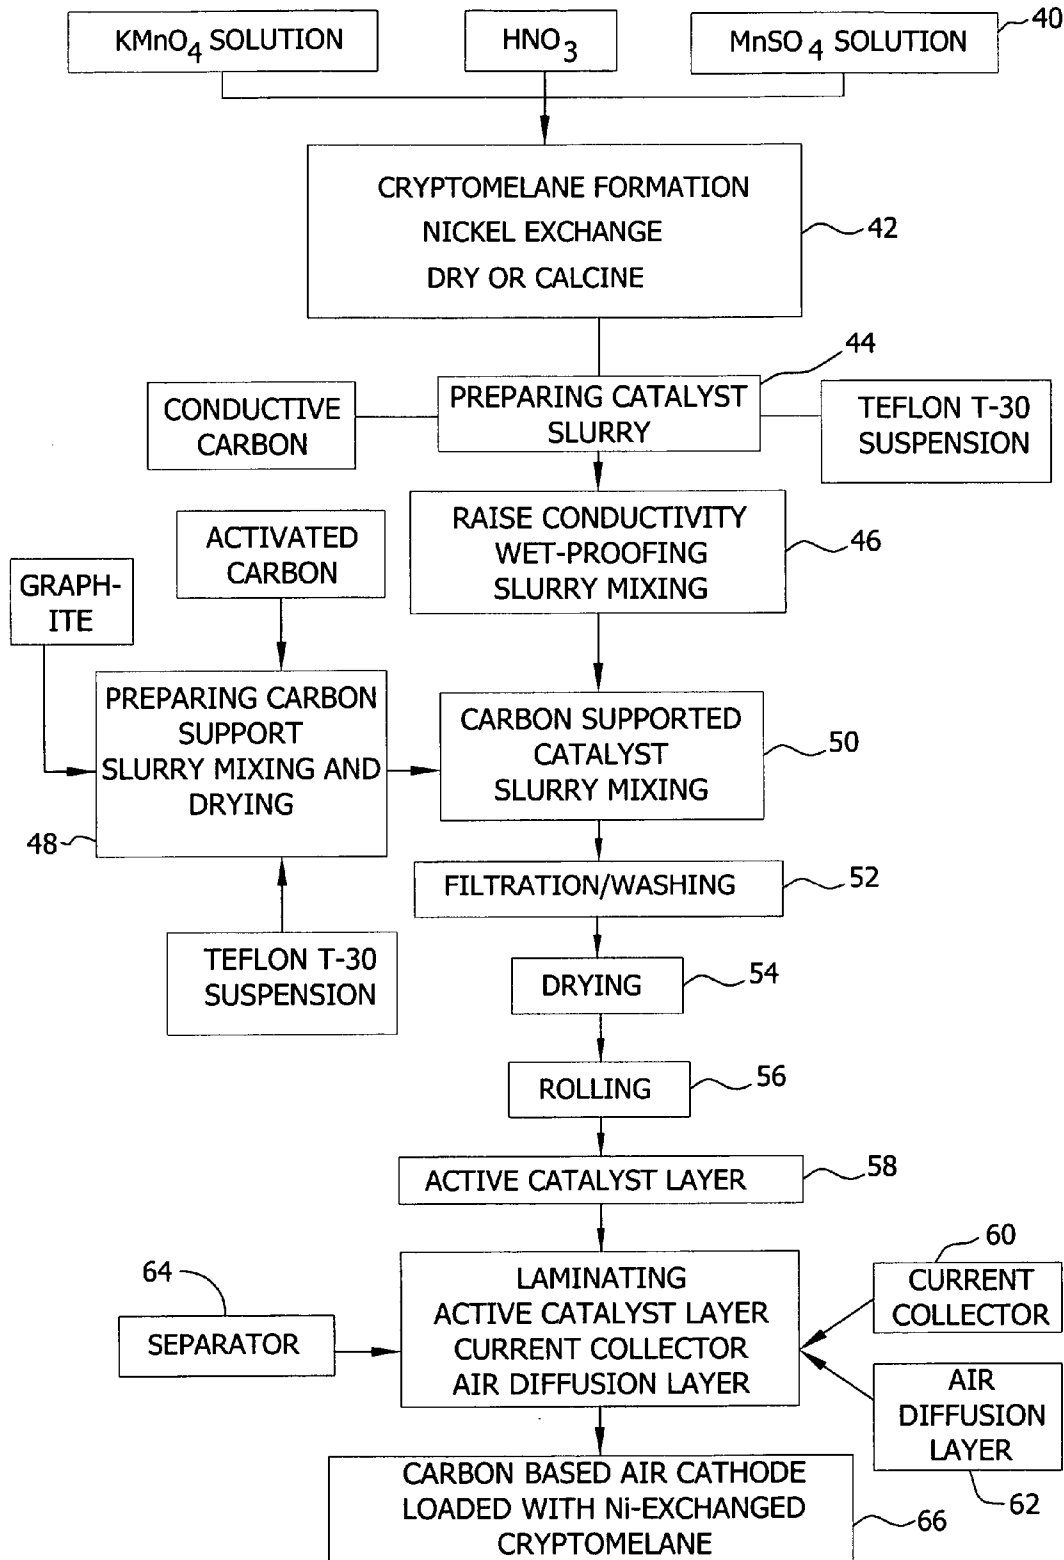 KMnO4 SOLUTION
HNO3
MnSO4 SOLUTION
40
CRYPTOMELANE FORMATION
NICKEL EXCHANGE
DRY OR CALCINE
42
44
CONDUCTIVE
CARBON
PREPARING CATALYST
SLURRY
TEFLON T-30
SUSPENSION
RAISE CONDUCTIVITY
WET-PROOFING
SLURRY MIXING
46
ACTIVATED
CARBON
GRAPH-
ITE
PREPARING CARBON
SUPPORT
SLURRY MIXING AND
DRYING
48
CARBON SUPPORTED
CATALYST
SLURRY MIXING
50
FILTRATION/WASHING
52
TEFLON T-30
SUSPENSION
DRYING
54
ROLLING
56
ACTIVE CATALYST LAYER
58
64
SEPARATOR
LAMINATING
ACTIVE CATALYST LAYER
CURRENT COLLECTOR
AIR DIFFUSION LAYER
60
CURRENT
COLLECTOR
AIR
DIFFUSION
LAYER
62
CARBON BASED AIR CATHODE
LOADED WITH Ni-EXCHANGED
CRYPTOMELANE
66